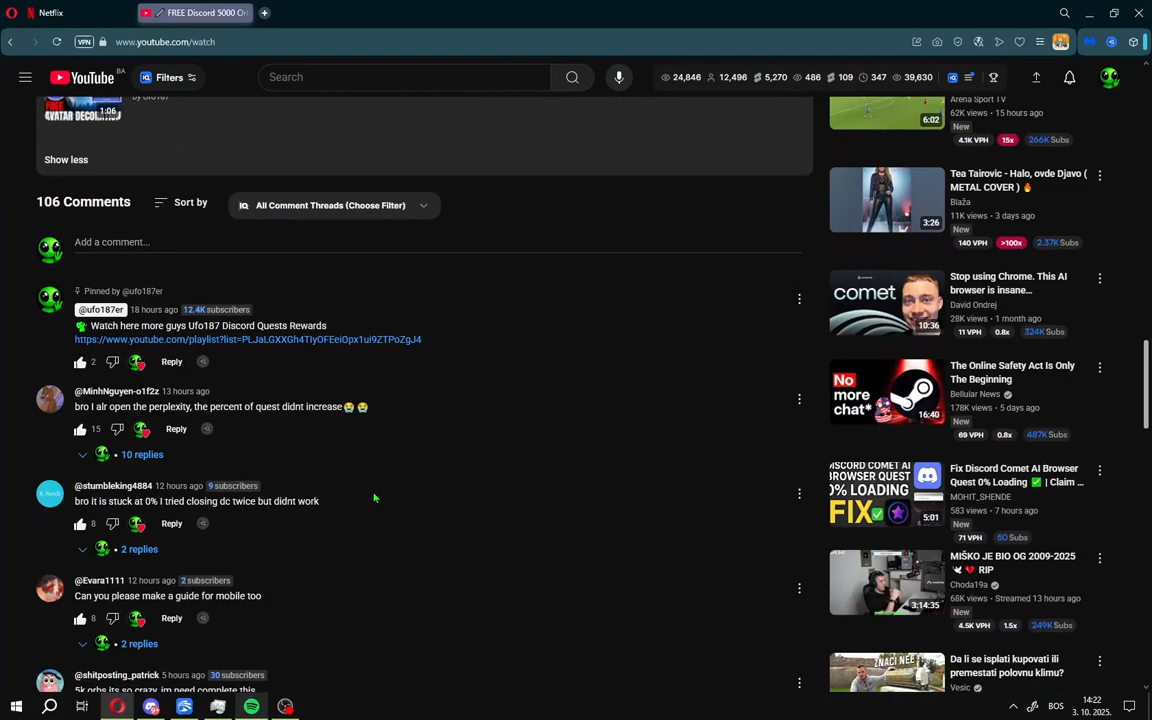 Netflix
FREE Discord 5000 Or
VPN
www.youtube.com/watch
YouTube
BA
Filters
Search
24,846
12,496
5,270
486
109
347
39,630
1:06
Show less
106 Comments
Sort by
All Comment Threads (Choose Filter)
Add a comment...
Pinned by @ufo187er
@ufo187er 18 hours ago 12.4K subscribers
Watch here more guys Ufo187 Discord Quests Rewards
https://www.youtube.com/playlist?list=PLJaLGXXGh4TIyOFEeiOpx1ui9ZTPoZgJ4
2
Reply
@MinhNguyen-o1f2z 13 hours ago
bro I alr open the perplexity, the percent of quest didnt increase😭😭
15
Reply
10 replies
@stumbleking4884 12 hours ago 9 subscribers
bro it is stuck at 0% I tried closing dc twice but didnt work
8
Reply
2 replies
@Evara1111 12 hours ago 2 subscribers
Can you please make a guide for mobile too
8
Reply
2 replies
@shitposting_patrick 5 hours ago 30 subscribers
5k orbs its so crazy im need complete this
Arena Sport TV
62K views • 15 hours ago
New
4.1K VPH 15x 266K Subs
6:02
Tea Tairovic - Halo, ovde Djavo (
METAL COVER ) 🔥
Blaža
11K views • 3 days ago
New
140 VPH >100x 2.37K Subs
3:26
Stop using Chrome. This AI
browser is insane...
David Ondrej
28K views • 1 month ago
11 VPH 0.8x 324K Subs
comet
10:36
The Online Safety Act Is Only
The Beginning
Bellular News
178K views • 5 days ago
New
69 VPH 0.8x 487K Subs
No
more
chat*
16:40
Fix Discord Comet AI Browser
Quest 0% Loading ✅ | Claim ...
MOHIT_SHENDE
583 views • 7 hours ago
New
71 VPH 50 Subs
DISCORD COMET AI
BROWSER QUEST
0% LOADING
FIX
5:01
MIŠKO JE BIO OG 2009-2025
🕊️ 💔 RIP
Choda19a
68K views • Streamed 13 hours ago
New
4.5K VPH 1.5x 249K Subs
3:14:35
Da li se isplati kupovati ili
premestati polovnu klimu?
Vesic
ZNACI NEĆE
BOS
14:22
3. 10. 2025.